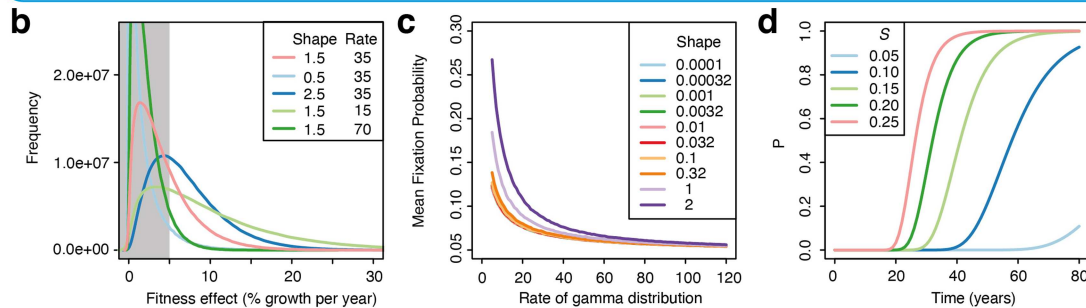 b
Frequency
2.0e+07
1.0e+07
0.0e+00
Shape Rate
1.5 35
0.5 35
2.5 35
1.5 15
1.5 70
0 5 10 20 30
Fitness effect (% growth per year)
c
Mean Fixation Probability
0.30
0.25
0.20
0.15
0.10
0.05
Shape
0.0001
0.00032
0.001
0.0032
0.01
0.032
0.1
0.32
1
2
0 20 40 60 80 100 120
Rate of gamma distribution
d
P
1.0
0.8
0.6
0.4
0.2
0.0
S
0.05
0.10
0.15
0.20
0.25
0 20 40 60 80
Time (years)